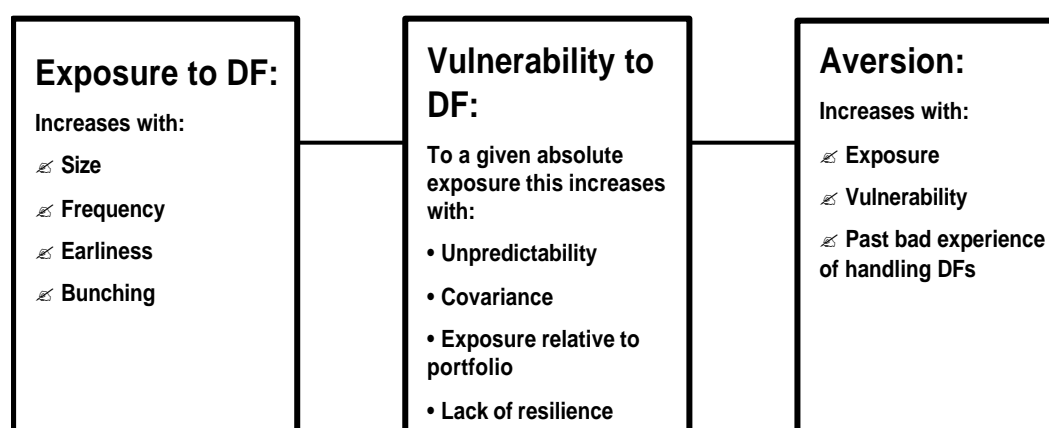 Exposure to DF:
Increases with:
✍ Size
✍ Frequency
✍ Earliness
✍ Bunching
Vulnerability to
DF:
To a given absolute
exposure this increases
with:
• Unpredictability
• Covariance
• Exposure relative to
portfolio
• Lack of resilience
Aversion:
Increases with:
✍ Exposure
✍ Vulnerability
✍ Past bad experience
of handling DFs